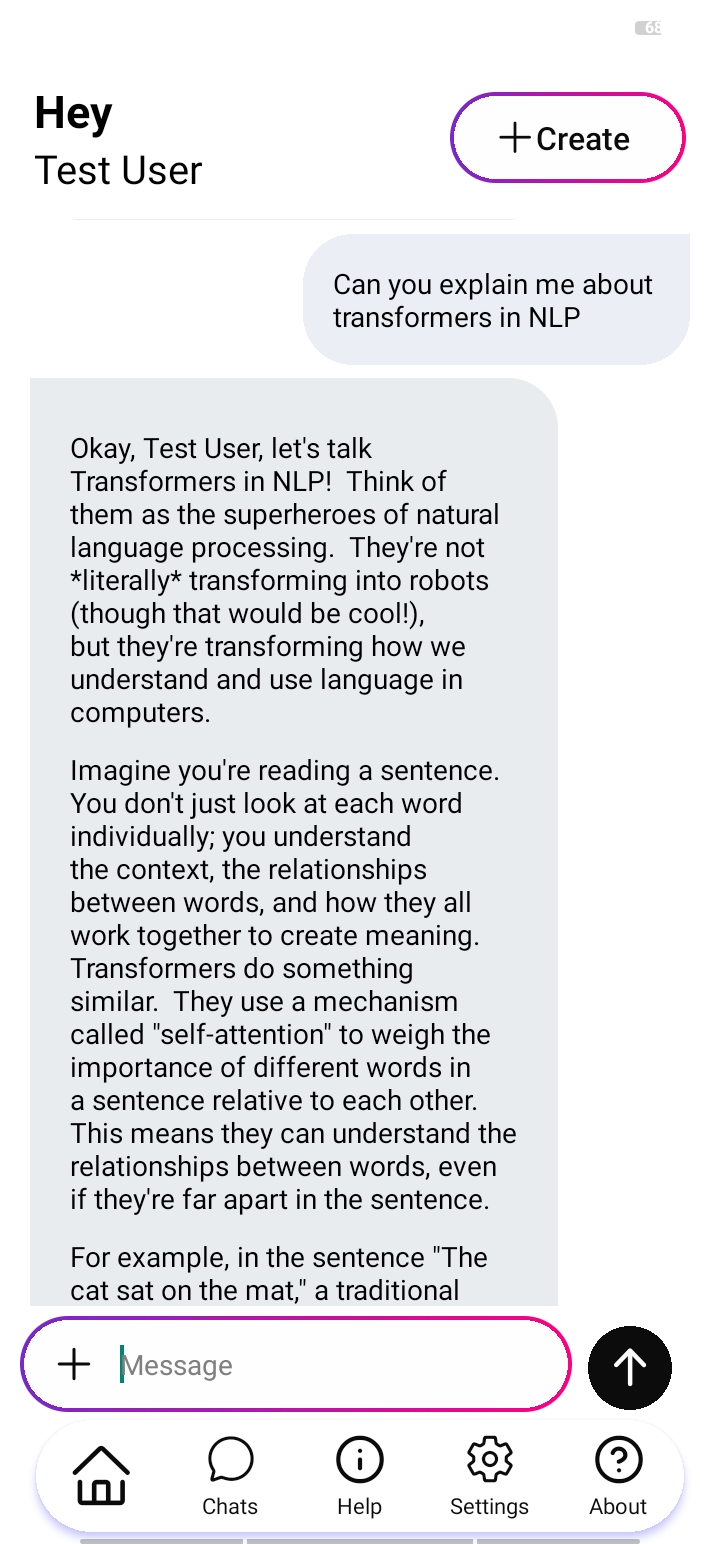 68
Hey
Test User
Create
Can you explain me about
transformers in NLP
Okay, Test User, let's talk
Transformers in NLP!  Think of
them as the superheroes of natural
language processing.  They're not
*literally* transforming into robots
(though that would be cool!),
but they're transforming how we
understand and use language in
computers.
Imagine you're reading a sentence.
You don't just look at each word
individually; you understand
the context, the relationships
between words, and how they all
work together to create meaning.
Transformers do something
similar.  They use a mechanism
called "self-attention" to weigh the
importance of different words in
a sentence relative to each other.
This means they can understand the
relationships between words, even
if they're far apart in the sentence.
For example, in the sentence "The
cat sat on the mat," a traditional
Message
Chats
Help
Settings
About